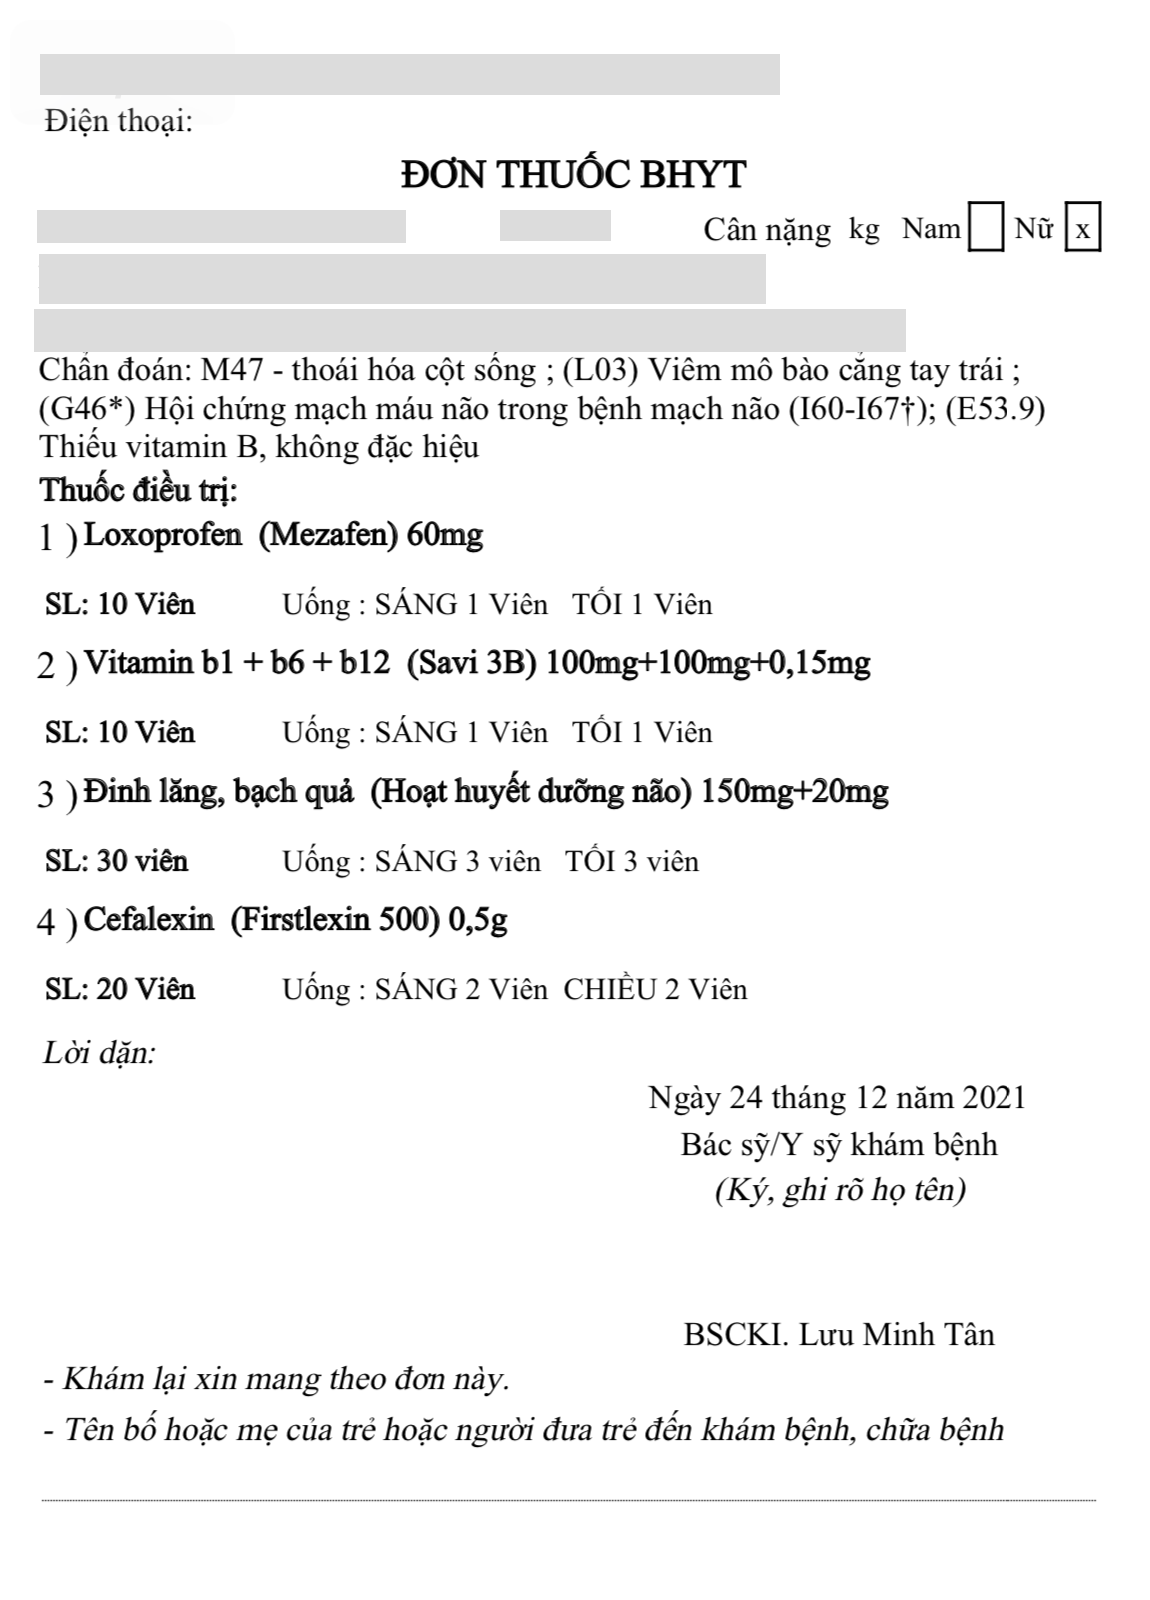 Điện thoại:
ĐƠN THUỐC BHYT
Cân nặng kg Nam Nữ x
Chẩn đoán: M47 - thoái hóa cột sống ; (L03) Viêm mô bào cẳng tay trái ;
(G46*) Hội chứng mạch máu não trong bệnh mạch não (I60-I67†); (E53.9)
Thiếu vitamin B, không đặc hiệu
Thuốc điều trị:
1 ) Loxoprofen (Mezafen) 60mg
SL: 10 Viên Uống : SÁNG 1 Viên TỐI 1 Viên
2 ) Vitamin b1 + b6 + b12 (Savi 3B) 100mg+100mg+0,15mg
SL: 10 Viên Uống : SÁNG 1 Viên TỐI 1 Viên
3 ) Đinh lăng, bạch quả (Hoạt huyết dưỡng não) 150mg+20mg
SL: 30 viên Uống : SÁNG 3 viên TỐI 3 viên
4 ) Cefalexin (Firstlexin 500) 0,5g
SL: 20 Viên Uống : SÁNG 2 Viên CHIỀU 2 Viên
Lời dặn:
Ngày 24 tháng 12 năm 2021
Bác sỹ/Y sỹ khám bệnh
(Ký, ghi rõ họ tên)
BSCKI. Lưu Minh Tân
- Khám lại xin mang theo đơn này.
- Tên bố hoặc mẹ của trẻ hoặc người đưa trẻ đến khám bệnh, chữa bệnh